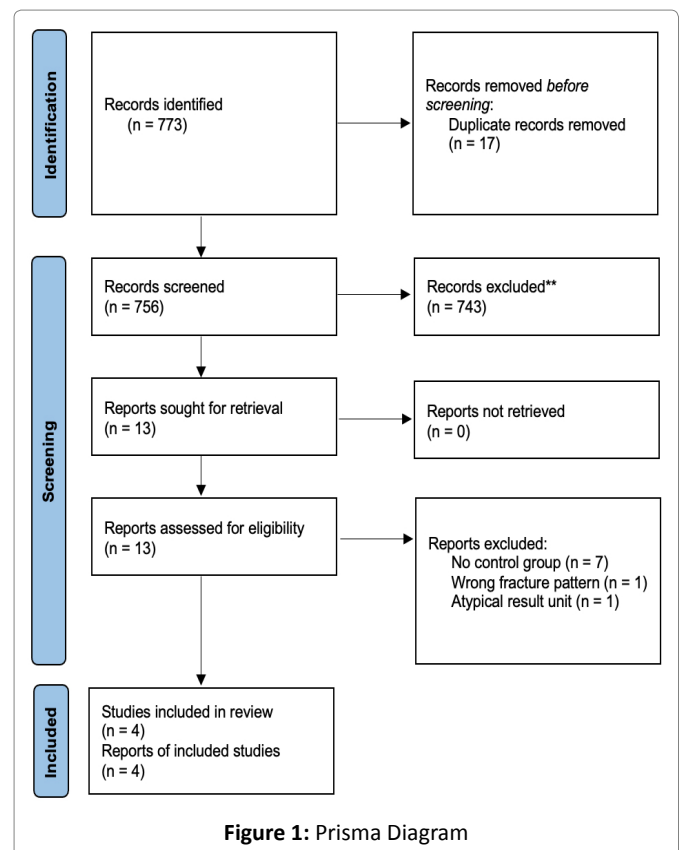 Identification
Records identified
(n = 773)
Records removed before
screening:
Duplicate records removed
(n = 17)
Screening
Records screened
(n = 756)
Records excluded**
(n = 743)
Reports sought for retrieval
(n = 13)
Reports not retrieved
(n = 0)
Reports assessed for eligibility
(n = 13)
Reports excluded:
No control group (n = 7)
Wrong fracture pattern (n = 1)
Atypical result unit (n = 1)
Included
Studies included in review
(n = 4)
Reports of included studies
(n = 4)
Figure 1: Prisma Diagram